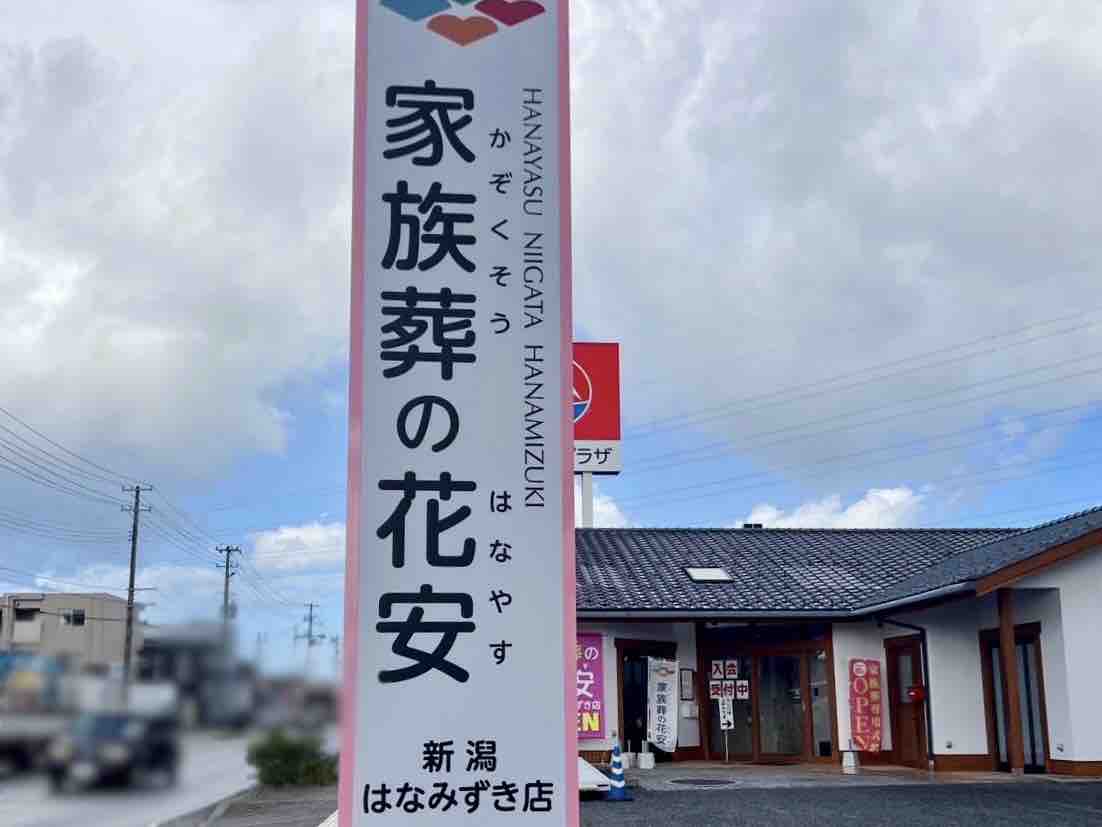 家族葬の花安
かぞくそう
はなやす
HANAYASU NIIGATA HANAMIZUKI
新潟
はなみずき店
プラザ
入会
受付中
家族葬の花安
OPEN